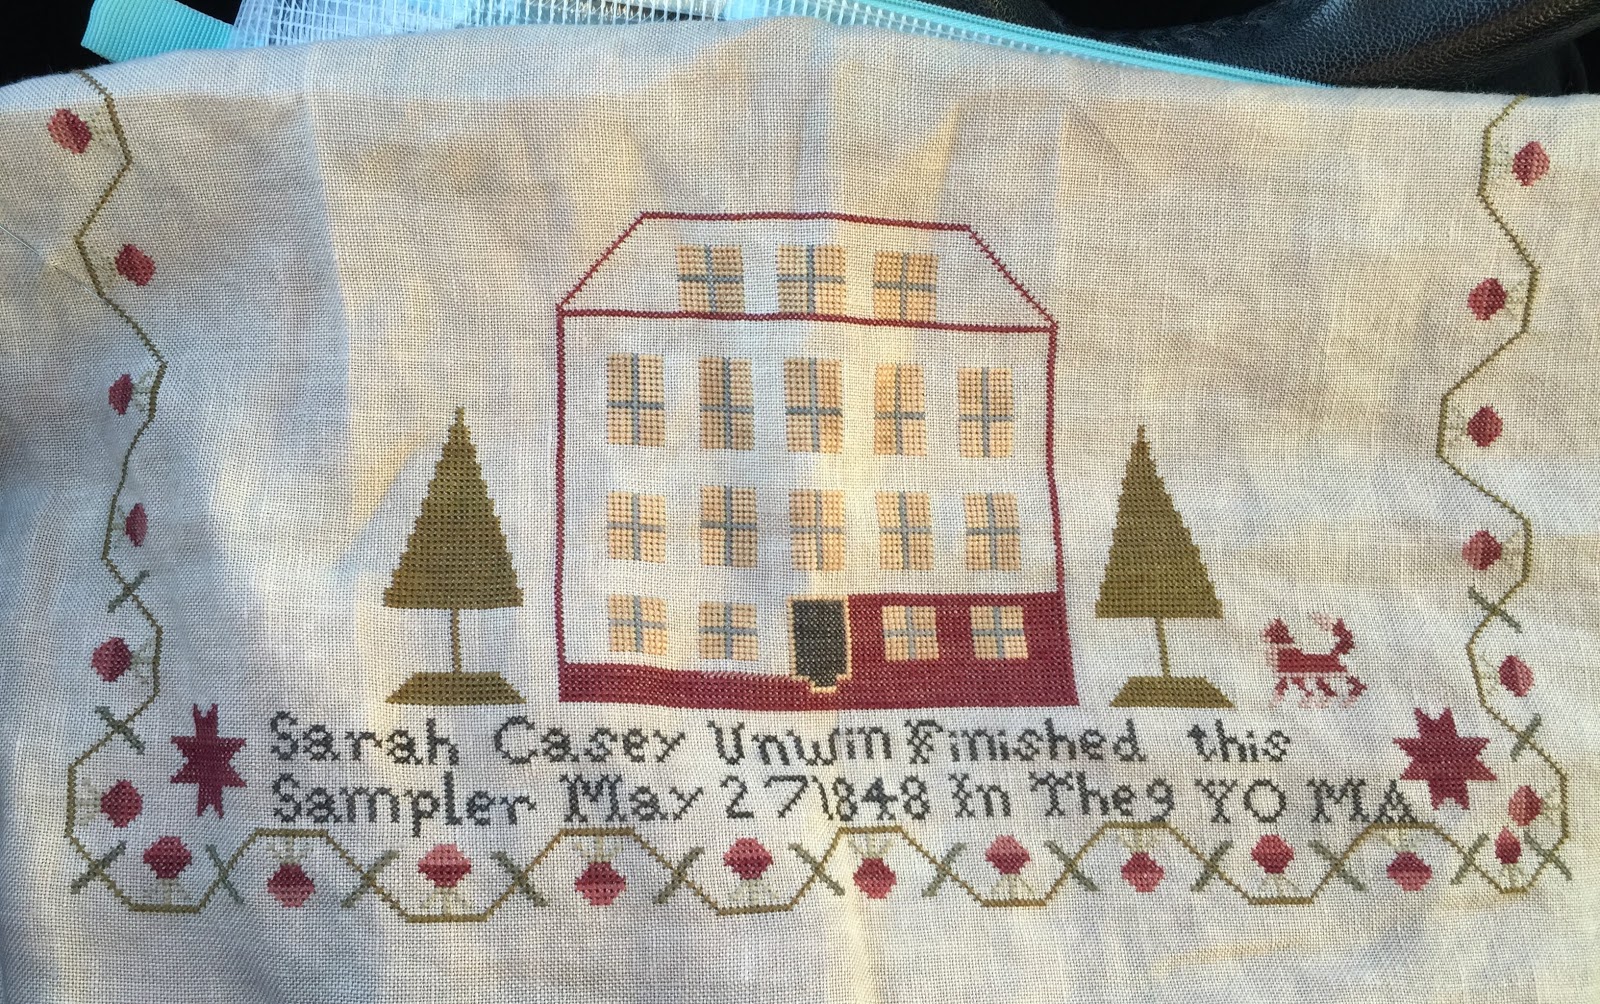 Sarah Casey Unwin Finished this
Sampler May 27 1848 In The 9 YO MA